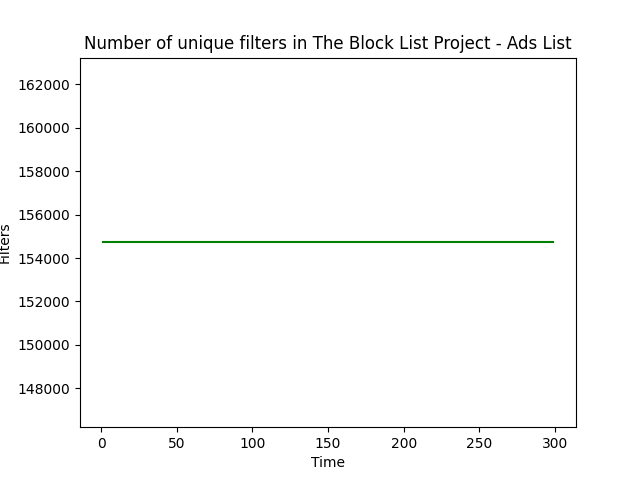 Number of unique filters in The Block List Project - Ads List
162000
160000
158000
156000
154000
152000
150000
148000
Filters
0 50 100 150 200 250 300
Time